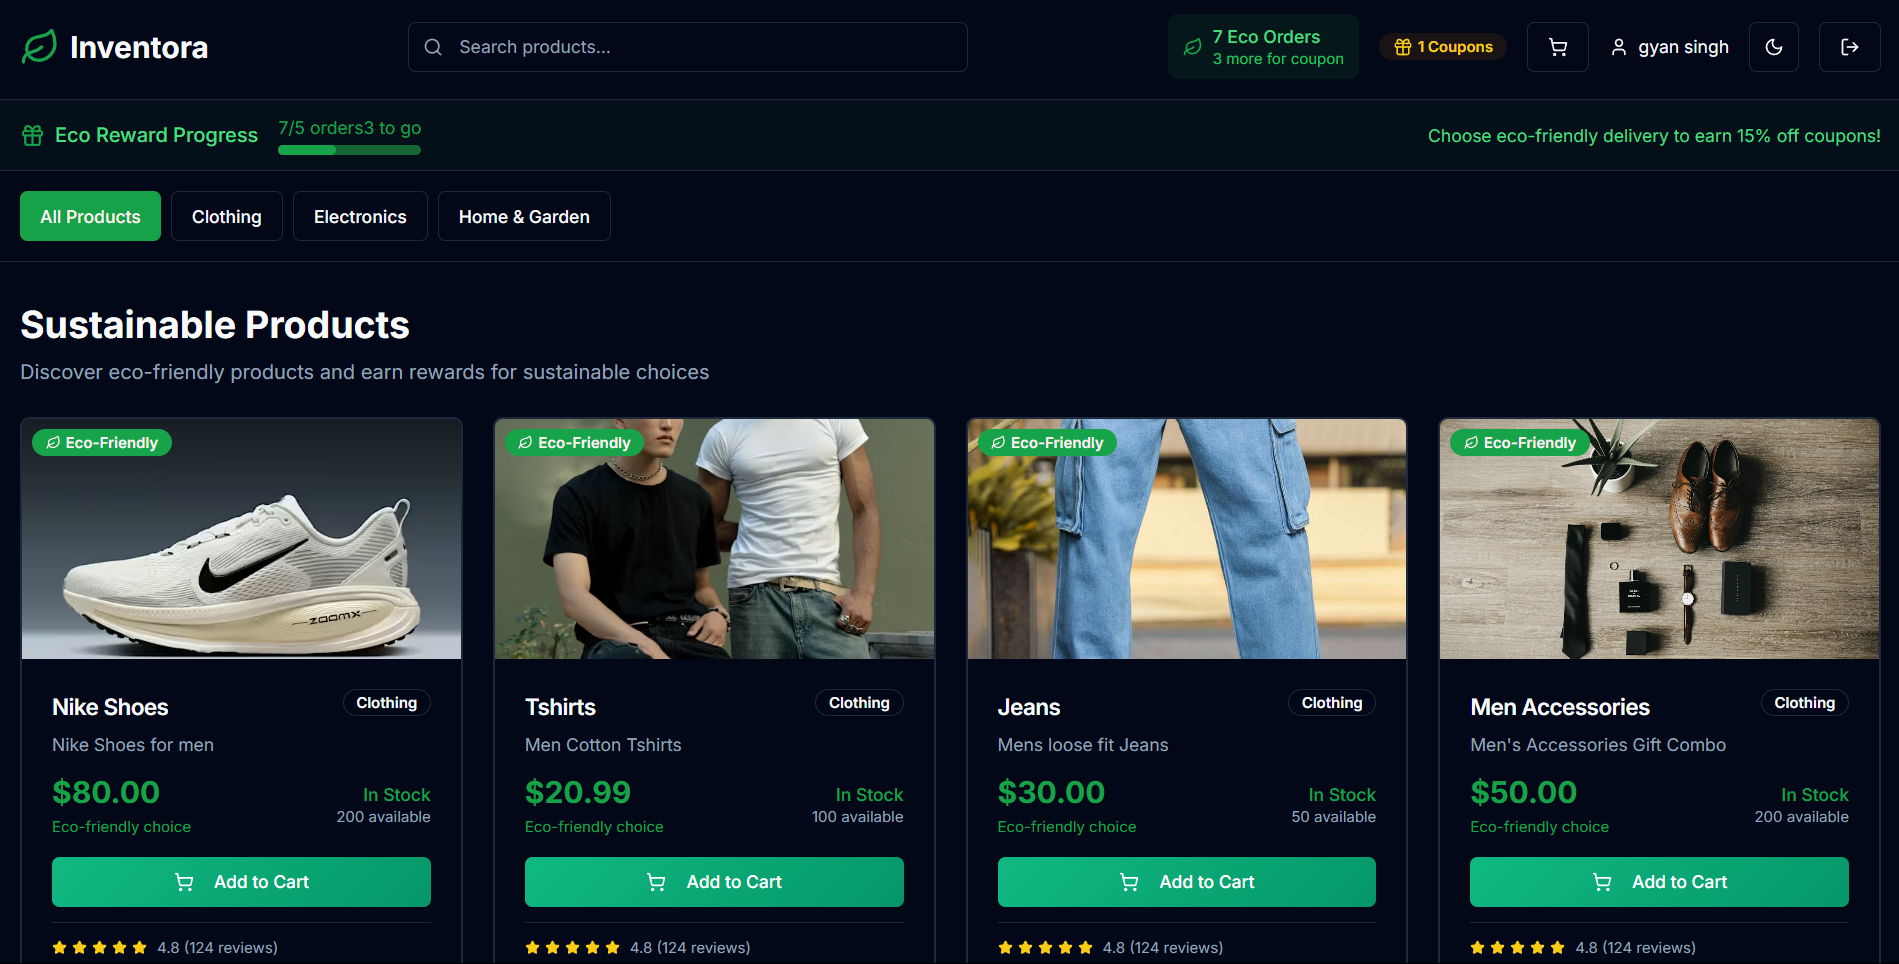 Inventora
Search products...
7 Eco Orders
3 more for coupon
1 Coupons
gyan singh
Eco Reward Progress
7/5 orders3 to go
Choose eco-friendly delivery to earn 15% off coupons!
All Products
Clothing
Electronics
Home & Garden
Sustainable Products
Discover eco-friendly products and earn rewards for sustainable choices
Eco-Friendly
zoomx
Nike Shoes
Clothing
Nike Shoes for men
$80.00
In Stock
Eco-friendly choice
200 available
Add to Cart
4.8 (124 reviews)
Eco-Friendly
Tshirts
Clothing
Men Cotton Tshirts
$20.99
In Stock
Eco-friendly choice
100 available
Add to Cart
4.8 (124 reviews)
Eco-Friendly
Jeans
Clothing
Mens loose fit Jeans
$30.00
In Stock
Eco-friendly choice
50 available
Add to Cart
4.8 (124 reviews)
Eco-Friendly
Men Accessories
Clothing
Men's Accessories Gift Combo
$50.00
In Stock
Eco-friendly choice
200 available
Add to Cart
4.8 (124 reviews)